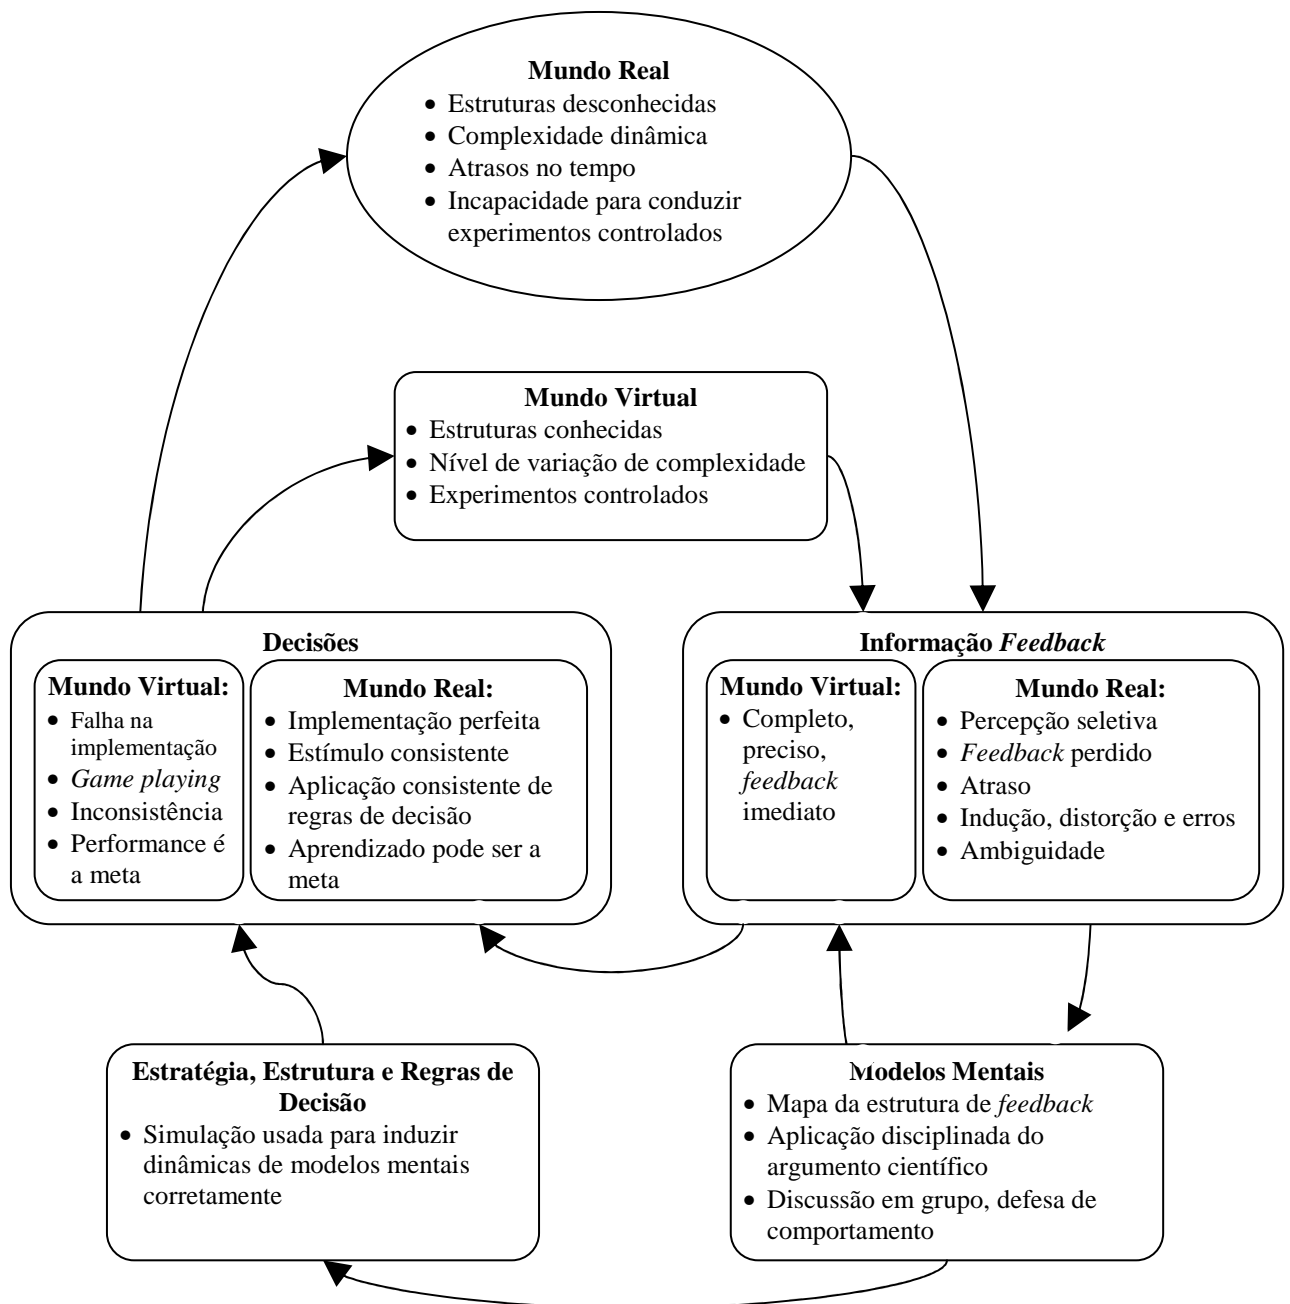 Mundo Real
• Estruturas desconhecidas
• Complexidade dinâmica
• Atrasos no tempo
• Incapacidade para conduzir
experimentos controlados
Mundo Virtual
• Estruturas conhecidas
• Nível de variação de complexidade
• Experimentos controlados
Decisões
Mundo Virtual:
• Falha na
implementação
• Game playing
• Inconsistência
• Performance é
a meta
Mundo Real:
• Implementação perfeita
• Estímulo consistente
• Aplicação consistente de
regras de decisão
• Aprendizado pode ser a
meta
Informação Feedback
Mundo Virtual:
• Completo,
preciso,
feedback
imediato
Mundo Real:
• Percepção seletiva
• Feedback perdido
• Atraso
• Indução, distorção e erros
• Ambiguidade
Estratégia, Estrutura e Regras de
Decisão
• Simulação usada para induzir
dinâmicas de modelos mentais
corretamente
Modelos Mentais
• Mapa da estrutura de feedback
• Aplicação disciplinada do
argumento científico
• Discussão em grupo, defesa de
comportamento